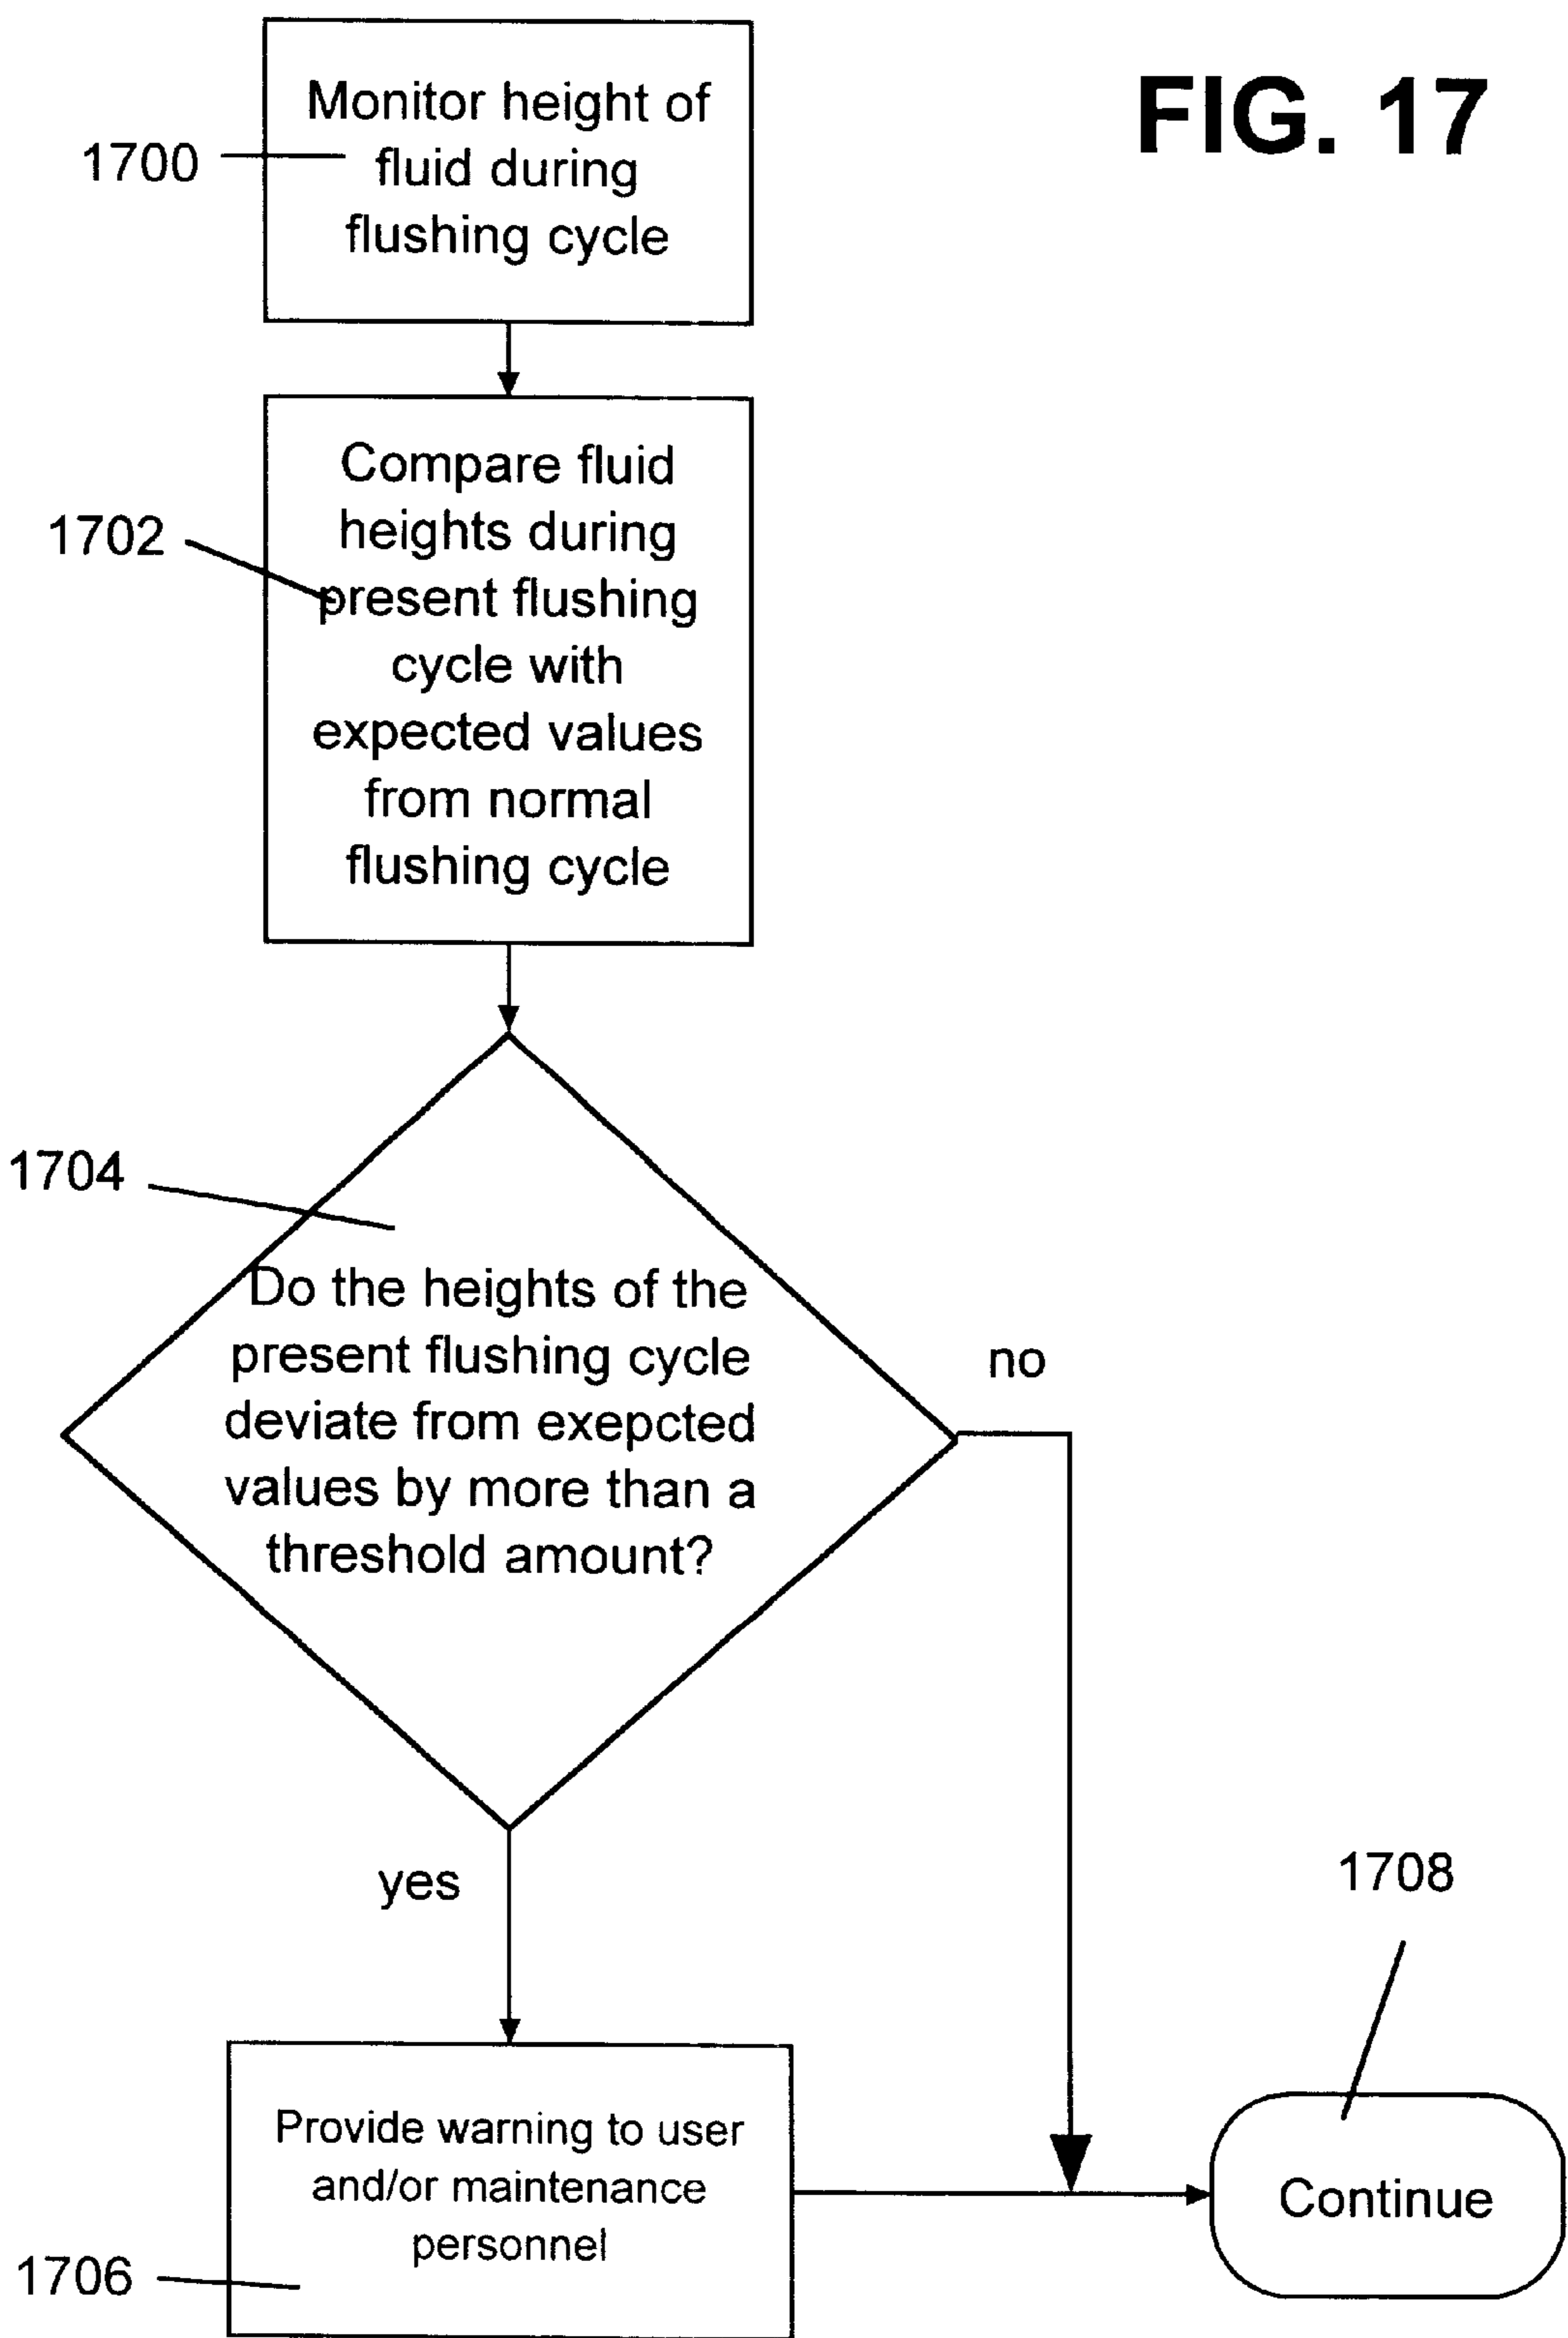 FIG. 17
Monitor height of
fluid during
flushing cycle
1700
Compare fluid
heights during
present flushing
cycle with
expected values
from normal
flushing cycle
1702
1704
Do the heights of the
present flushing cycle
deviate from exepcted
values by more than a
threshold amount?
no
yes
1708
Provide warning to user
and/or maintenance
personnel
1706
Continue